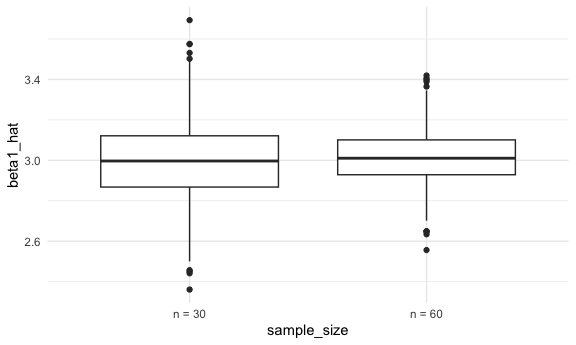 beta1_hat
3.4
3.0
2.6
n = 30
n = 60
sample_size